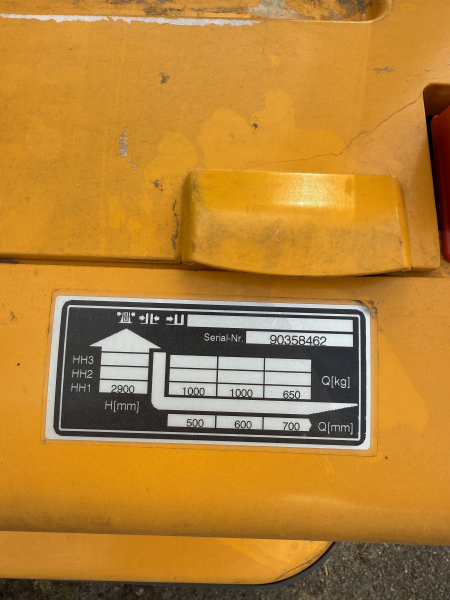 Serial-Nr. 90358462
HH3
HH2
HH1 2900 1000 1000 650 Q[kg]
H[mm] 500 600 700 Q[mm]